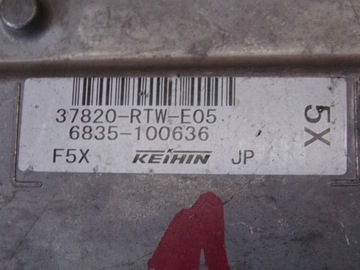 37820-RTW-E05
6835-100636
5X
F5X KEIHIN JP